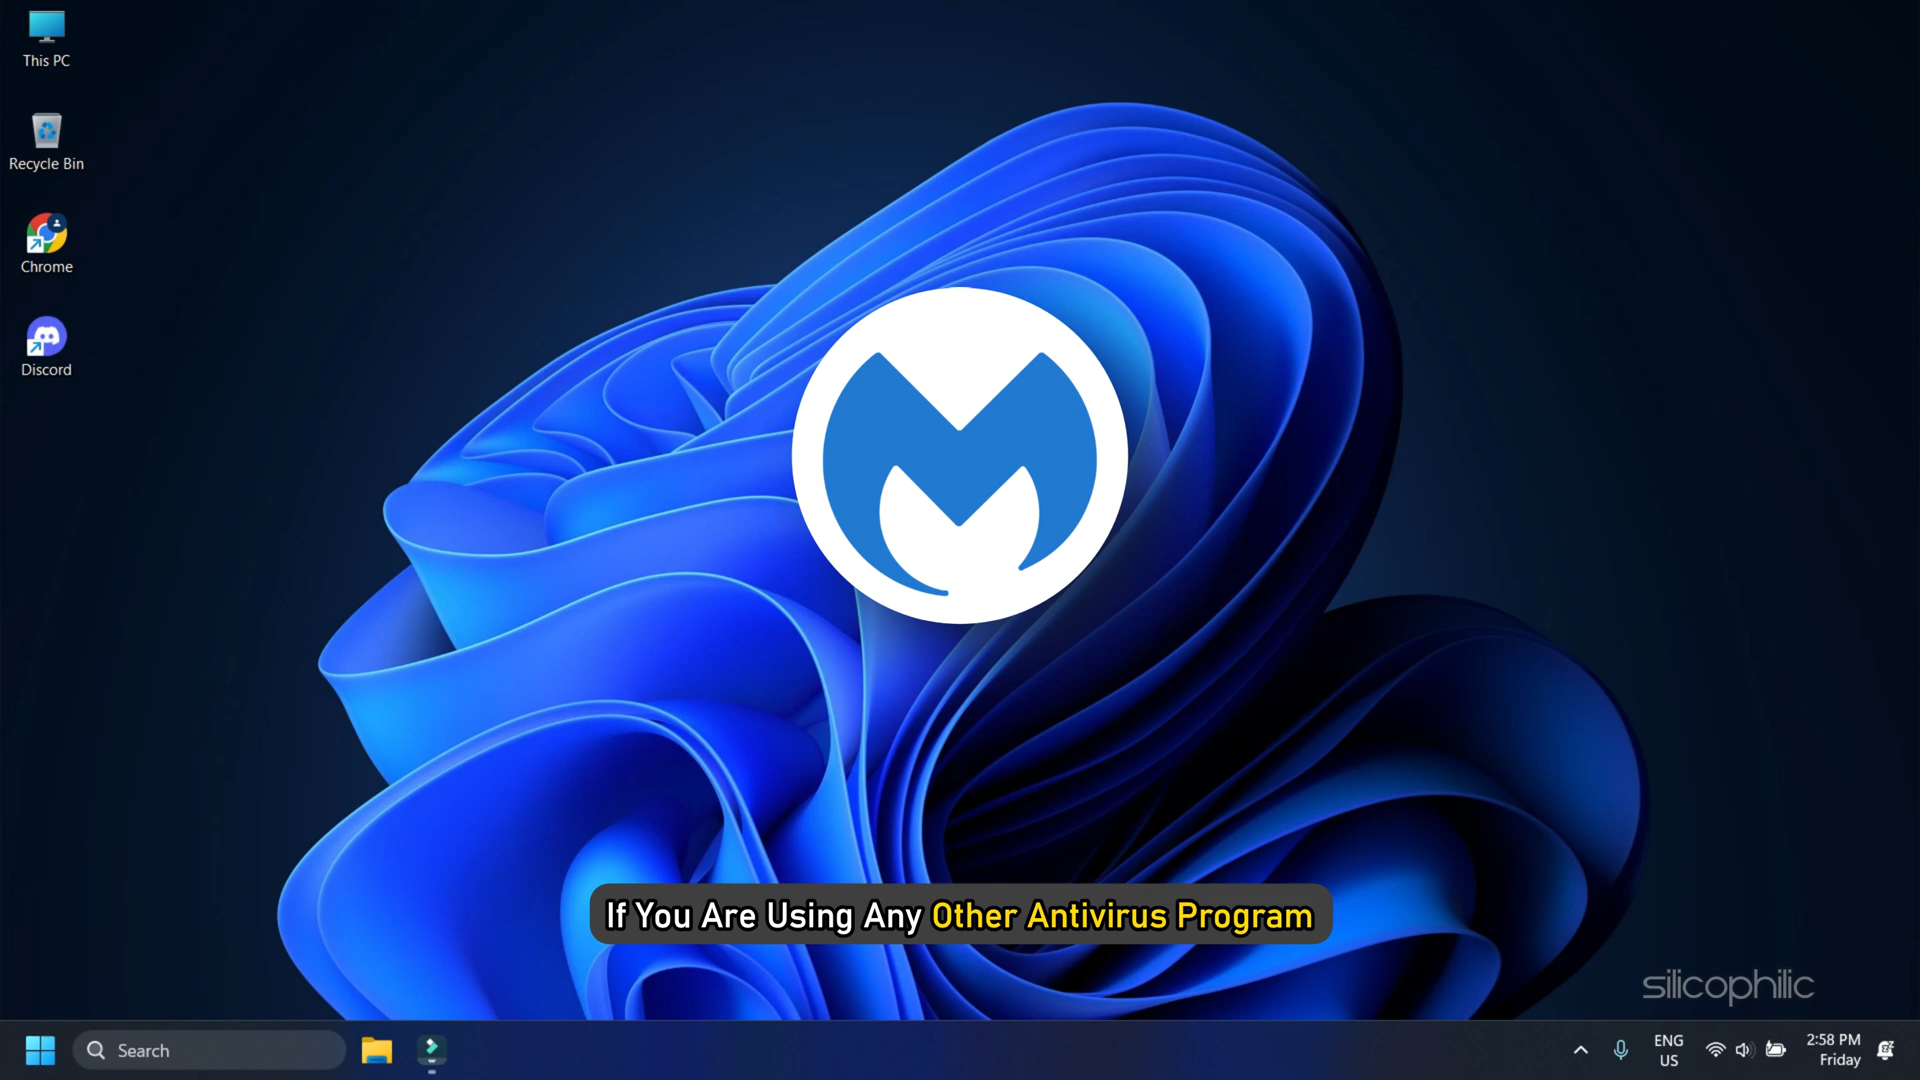 This PC
Recycle Bin
Chrome
Discord
If You Are Using Any Other Antivirus Program
silicophilic
Search
ENG
US
2:58 PM
Friday